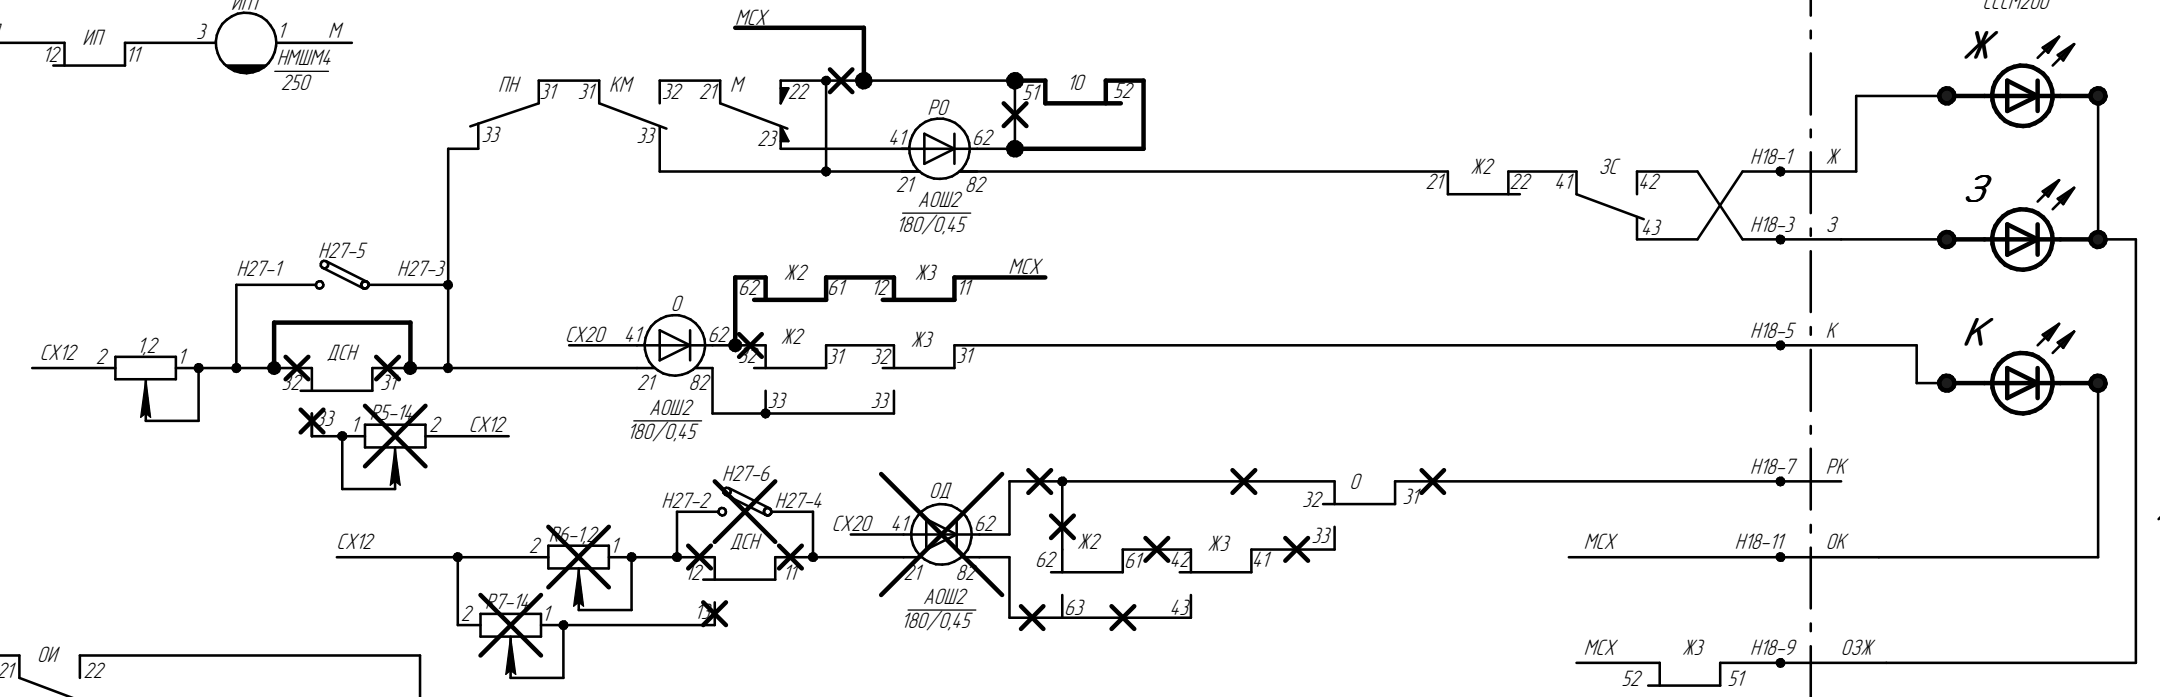 ИП
12
11
3
1
М
НМШМ4
250
МСХ
ПН
31
33
31
КМ
32
33
21
М
22
23
РО
41
62
21
82
АОШ2
180/0,45
51
10
52
Ж2
21
22
41
ЗС
42
43
Н18-1
Ж
Н18-3
З
СССМ200
Ж
З
К
Н27-5
Н27-1
Н27-3
СХ12
2
1,2
1
ДСН
32
31
33
R5-14
1
2
СХ12
О
СХ20
41
62
21
82
АОШ2
180/0,45
62
Ж2
61
12
Ж3
11
МСХ
32
Ж2
31
32
Ж3
31
33
33
Н18-5
К
Н27-6
Н27-2
Н27-4
СХ12
2
R6-1,2
1
12
ДСН
11
2
R7-14
1
13
ОД
СХ20
41
62
21
82
АОШ2
180/0,45
32
О
31
33
62
Ж2
61
42
Ж3
41
63
43
Н18-7
РК
МСХ
Н18-11
ОК
МСХ
52
Ж3
51
Н18-9
ОЗЖ
21
ОИ
22